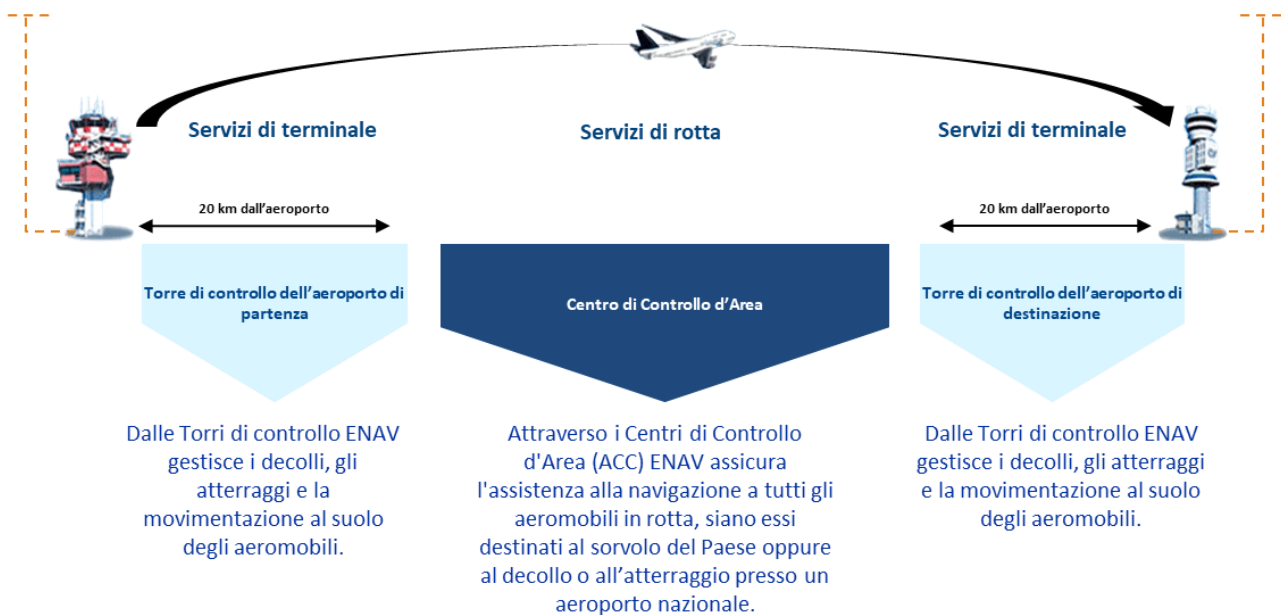 Servizi di terminale
Servizi di rotta
Servizi di terminale
20 km dall'aeroporto
20 km dall'aeroporto
Torre di controllo dell'aeroporto di
partenza
Centro di Controllo d'Area
Torre di controllo dell'aeroporto di
destinazione
Dalle Torri di controllo ENAV
gestisce i decolli, gli
atterraggi e la
movimentazione al suolo
degli aeromobili.
Attraverso i Centri di Controllo
d'Area (ACC) ENAV assicura
l'assistenza alla navigazione a tutti gli
aeromobili in rotta, siano essi
destinati al sorvolo del Paese oppure
al decollo o all'atterraggio presso un
aeroporto nazionale.
Dalle Torri di controllo ENAV
gestisce i decolli, gli atterraggi
e la movimentazione al suolo
degli aeromobili.